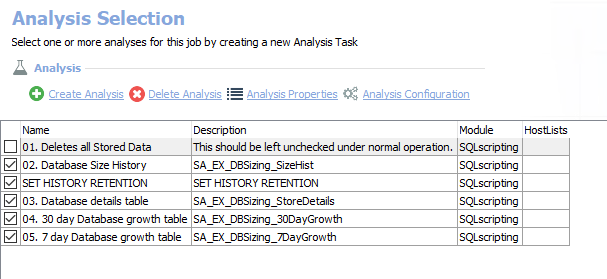 Analysis Selection
Select one or more analyses for this job by creating a new Analysis Task
Analysis
Create Analysis Delete Analysis Analysis Properties Analysis Configuration
Name Description Module HostLists
01. Deletes all Stored Data This should be left unchecked under normal operation. SQLscripting
02. Database Size History SA_EX_DBSizing_SizeHist SQLscripting
SET HISTORY RETENTION SET HISTORY RETENTION SQLscripting
03. Database details table SA_EX_DBSizing_StoreDetails SQLscripting
04. 30 day Database growth table SA_EX_DBSizing_30DayGrowth SQLscripting
05. 7 day Database growth table SA_EX_DBSizing_7DayGrowth SQLscripting